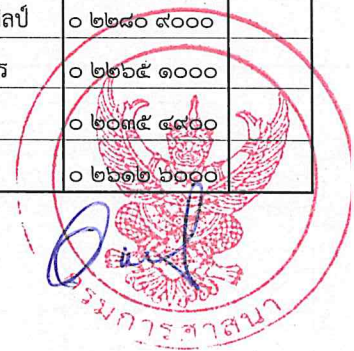 ลป์ ๐ ๒๒๘๐ ๙๐๐๐
ร ๐ ๒๒๖๕ ๑๐๐๐
๐ ๒๐๓๕ ๔๙๐๐
๐ ๒๖๑๒ ๖๐๐๐
กรมการศาสนา